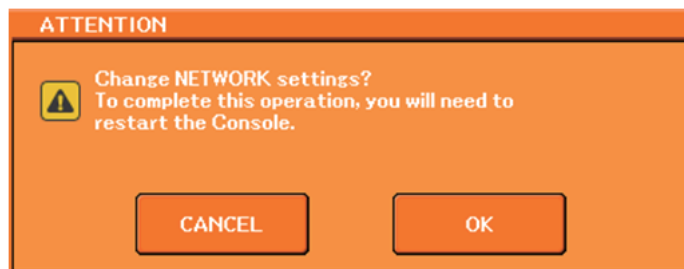 ATTENTION
Change NETWORK settings?
To complete this operation, you will need to
restart the Console.
CANCEL
OK